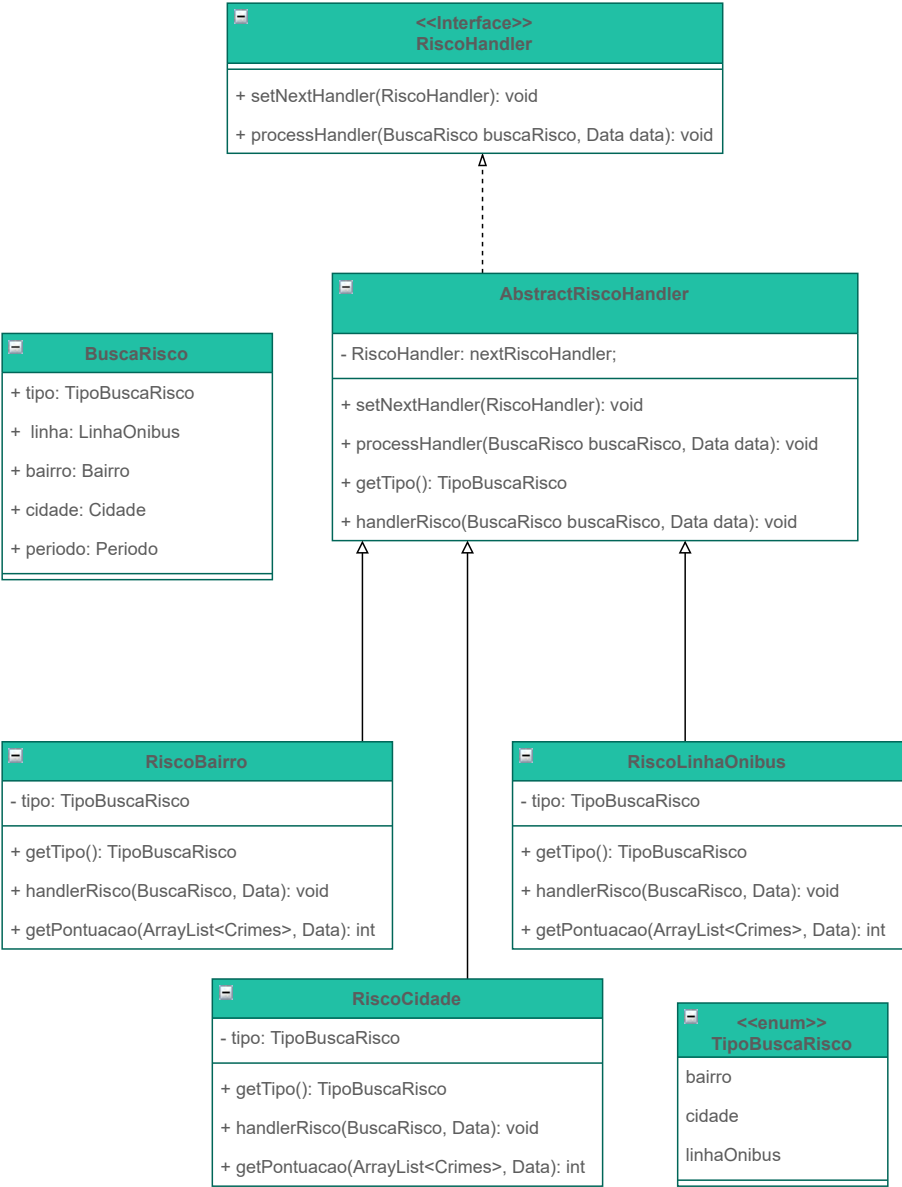 <<Interface>>
RiscoHandler
+ setNextHandler(RiscoHandler): void
+ processHandler(BuscaRisco buscaRisco, Data data): void
AbstractRiscoHandler
- RiscoHandler: nextRiscoHandler;
+ setNextHandler(RiscoHandler): void
+ processHandler(BuscaRisco buscaRisco, Data data): void
+ getTipo(): TipoBuscaRisco
+ handlerRisco(BuscaRisco buscaRisco, Data data): void
BuscaRisco
+ tipo: TipoBuscaRisco
+  linha: LinhaOnibus
+ bairro: Bairro
+ cidade: Cidade
+ periodo: Periodo
RiscoBairro
- tipo: TipoBuscaRisco
+ getTipo(): TipoBuscaRisco
+ handlerRisco(BuscaRisco, Data): void
+ getPontuacao(ArrayList<Crimes>, Data): int
RiscoLinhaOnibus
- tipo: TipoBuscaRisco
+ getTipo(): TipoBuscaRisco
+ handlerRisco(BuscaRisco, Data): void
+ getPontuacao(ArrayList<Crimes>, Data): int
RiscoCidade
- tipo: TipoBuscaRisco
+ getTipo(): TipoBuscaRisco
+ handlerRisco(BuscaRisco, Data): void
+ getPontuacao(ArrayList<Crimes>, Data): int
<<enum>>
TipoBuscaRisco
bairro
cidade
linhaOnibus